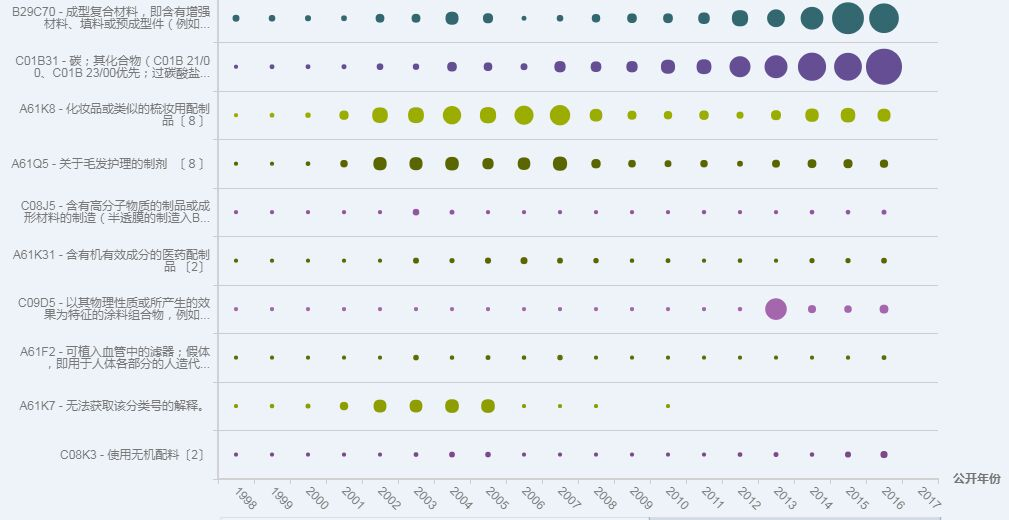 B29C70 - 成型复合材料，即含有增强
材料、填料或预成型件（例如...
C01B31 - 碳；其化合物（C01B 21/0
0、C01B 23/00优先；过碳酸盐...
A61K8 - 化妆品或类似的梳妆用配制
品〔 8 〕
A61Q5 - 关于毛发护理的制剂 〔 8 〕
C08J5 - 含有高分子物质的制品或成
形材料的制造（半透膜的制造入B...
A61K31 - 含有机有效成分的医药配制
品 〔2〕
C09D5 - 以其物理性质或所产生的效
果为特征的涂料组合物，例如...
A61F2 - 可植入血管中的滤器；假体
，即用于人体各部分的人造代...
A61K7 - 无法获取该分类号的解释。
C08K3 - 使用无机配料〔2〕
1998 1999 2000 2001 2002 2003 2004 2005 2006 2007 2008 2009 2010 2011 2012 2013 2014 2015 2016 2017 公开年份